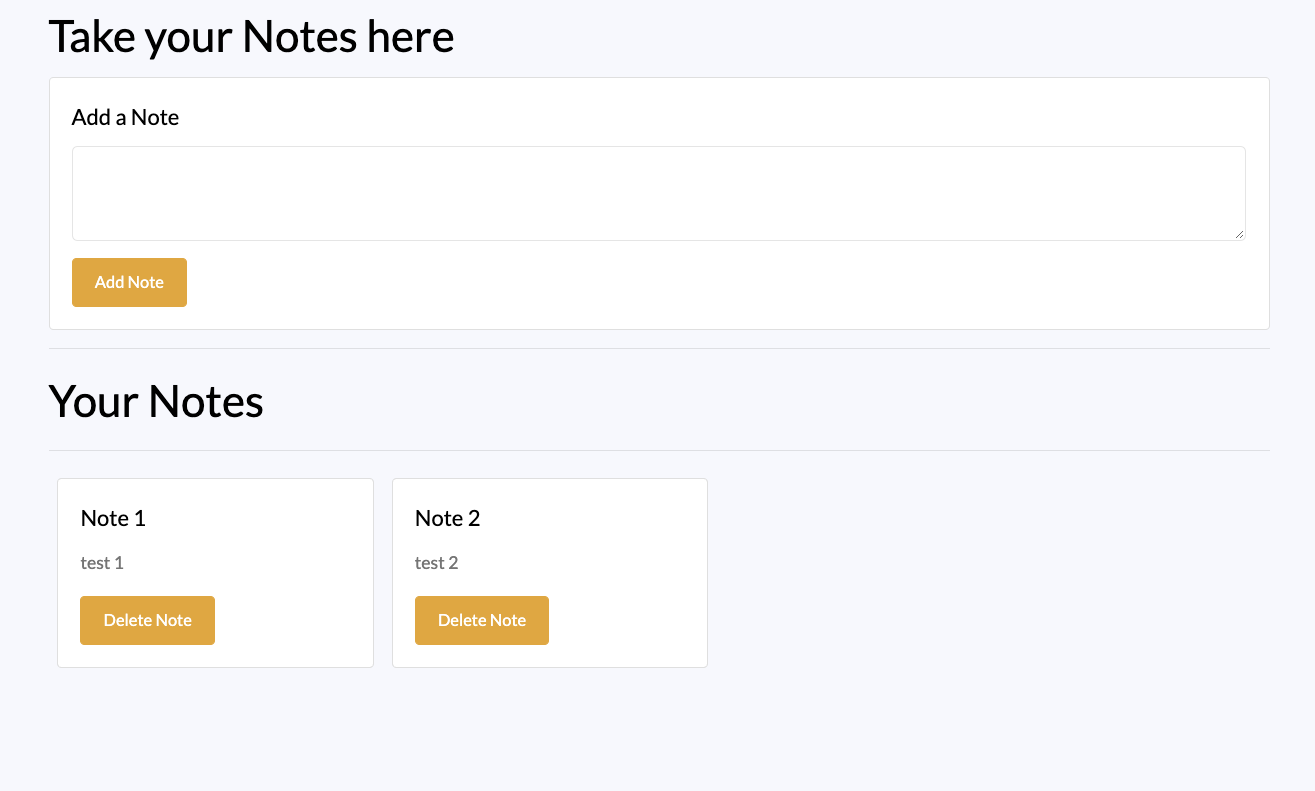 Take your Notes here
Add a Note
Add Note
Your Notes
Note 1
test 1
Delete Note
Note 2
test 2
Delete Note